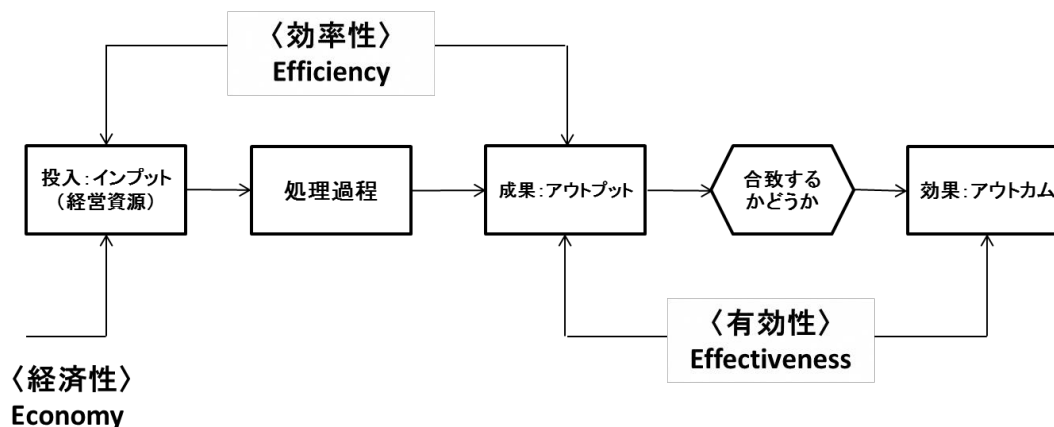 〈効率性〉
Efficiency
投入：インプット
（経営資源）
処理過程
成果：アウトプット
合致する
かどうか
効果：アウトカム
〈有効性〉
Effectiveness
〈経済性〉
Economy